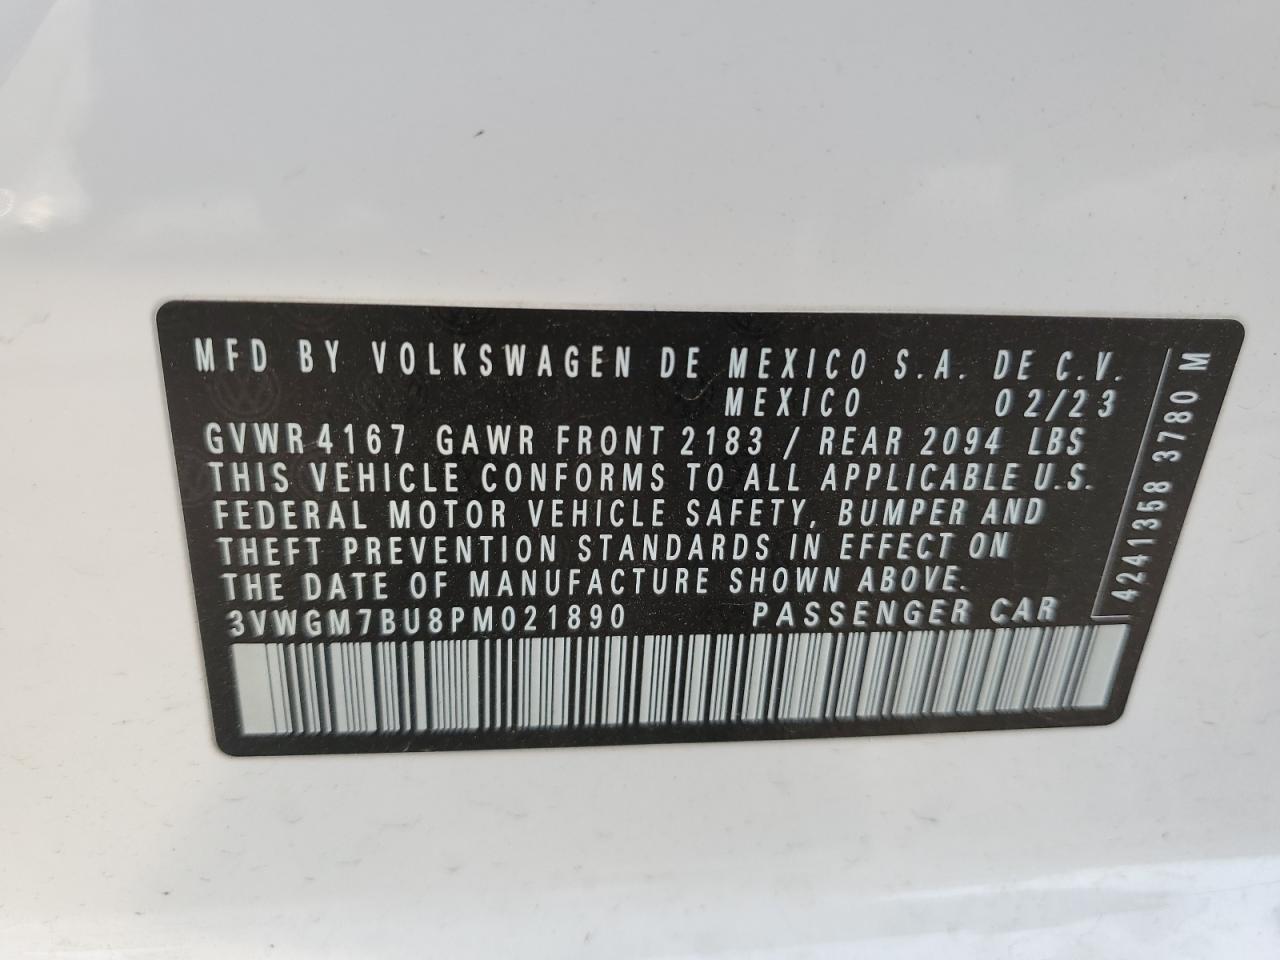 MFD BY VOLKSWAGEN DE MEXICO S.A. DE C.V.
MEXICO 02/23
GVWR 4167 GAWR FRONT 2183 / REAR 2094 LBS
THIS VEHICLE CONFORMS TO ALL APPLICABLE U.S.
FEDERAL MOTOR VEHICLE SAFETY, BUMPER AND
THEFT PREVENTION STANDARDS IN EFFECT ON
THE DATE OF MANUFACTURE SHOWN ABOVE.
3VWGM7BU8PM021890 PASSENGER CAR
4241358 3780 M